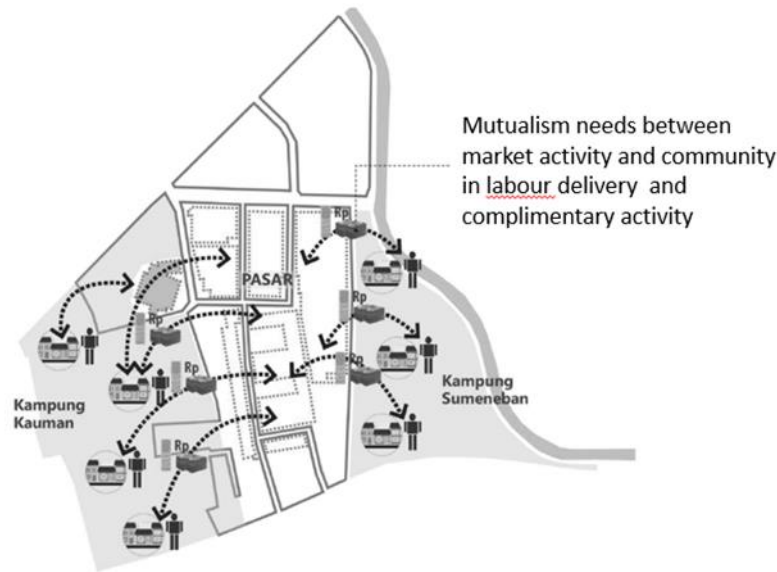 Mutualism needs between
market activity and community
in labour delivery and
complimentary activity
Rp
PASAR
Rp
Rp
Rp
Rp
Rp
Kampung
Kauman
Kampung
Sumeneban